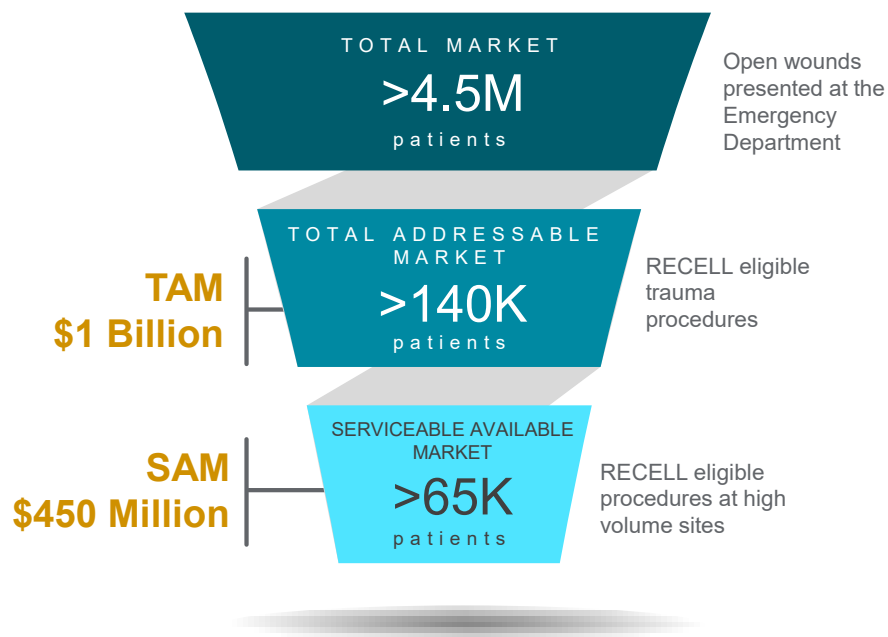 TOTAL MARKET
>4.5M
patients
Open wounds
presented at the
Emergency
Department
TOTAL ADDRESSABLE
MARKET
>140K
patients
RECELL eligible
trauma
procedures
TAM
$1 Billion
SERVICEABLE AVAILABLE
MARKET
>65K
patients
RECELL eligible
procedures at high
volume sites
SAM
$450 Million